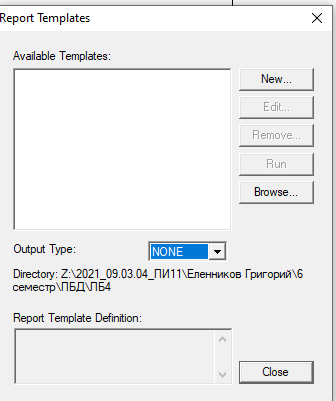 Report Templates
Available Templates:
New...
Edit...
Remove...
Run
Browse...
Output Type:
NONE
Directory: Z:\2021_09.03.04_ПИ11\Еленников Григорий\6
семестр\ПБД\ПБ4
Report Template Definition:
Close